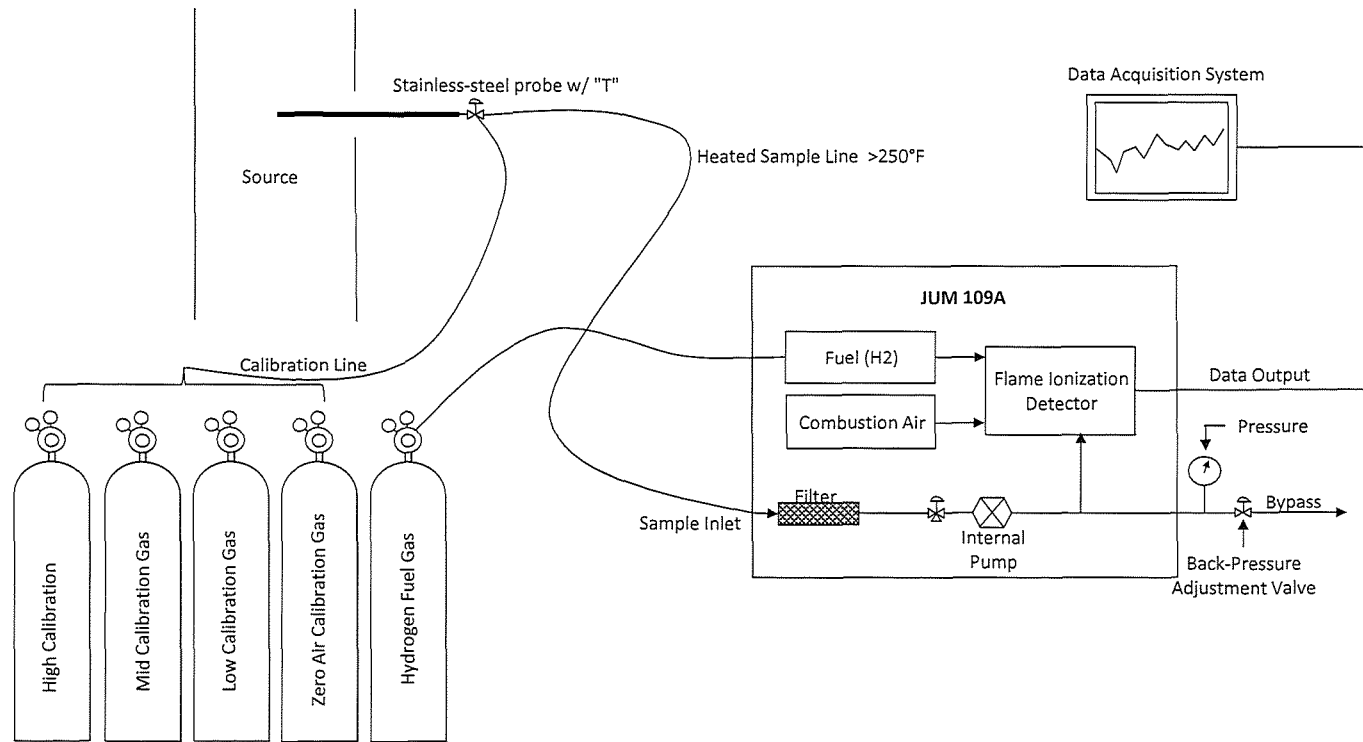 Stainless-steel probe w/ "T"
Data Acquisition System
Heated Sample Line >250°F
Source
JUM 109A
Calibration Line
Fuel (H2)
Flame Ionization
Detector
Data Output
Combustion Air
Pressure
Filter
Sample Inlet
Bypass
Internal
Pump
Back-Pressure
Adjustment Valve
High Calibration
Mid Calibration Gas
Low Calibration Gas
Zero Air Calibration Gas
Hydrogen Fuel Gas